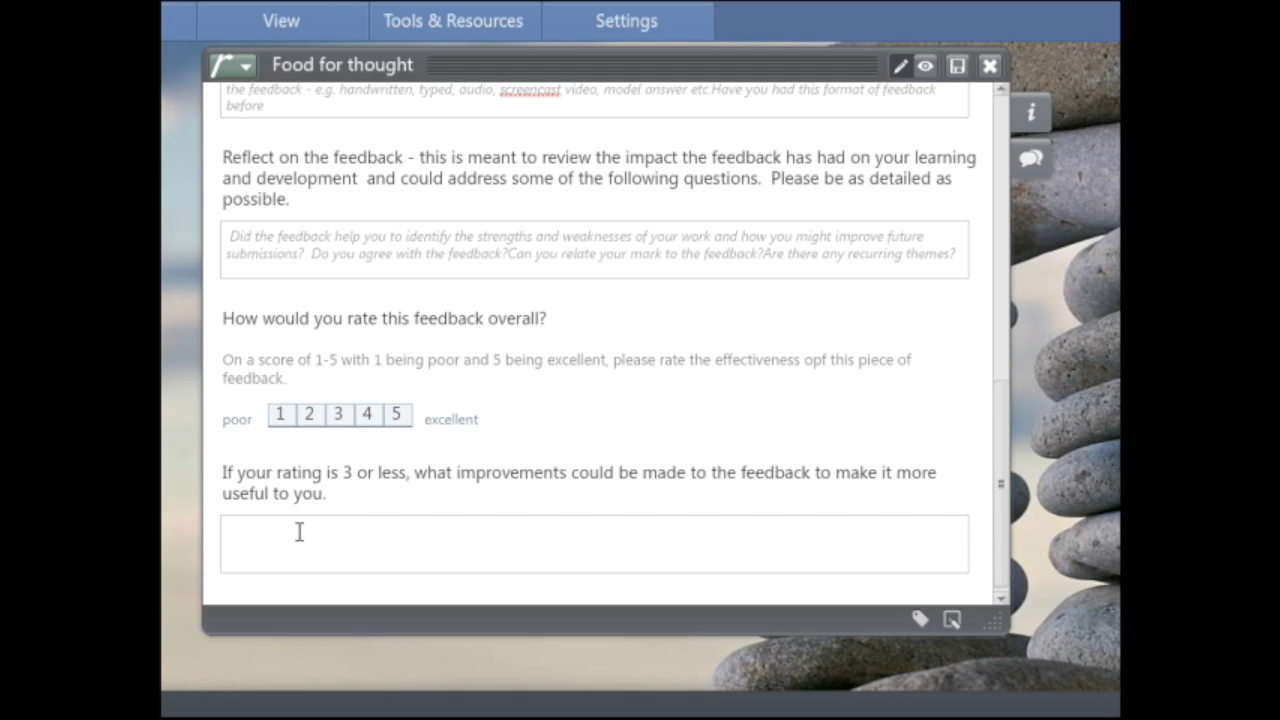 View
Tools & Resources
Settings
Food for thought
the feedback - e.g. handwritten, typed, audio, screencast video, model answer etc.Have you had this format of feedback
before
Reflect on the feedback - this is meant to review the impact the feedback has had on your learning
and development  and could address some of the following questions.  Please be as detailed as
possible.
Did the feedback help you to identify the strengths and weaknesses of your work and how you might improve future
submissions?  Do you agree with the feedback?Can you relate your mark to the feedback?Are there any recurring themes?
How would you rate this feedback overall?
On a score of 1-5 with 1 being poor and 5 being excellent, please rate the effectiveness opf this piece of
feedback.
poor 1 2 3 4 5 excellent
If your rating is 3 or less, what improvements could be made to the feedback to make it more
useful to you.